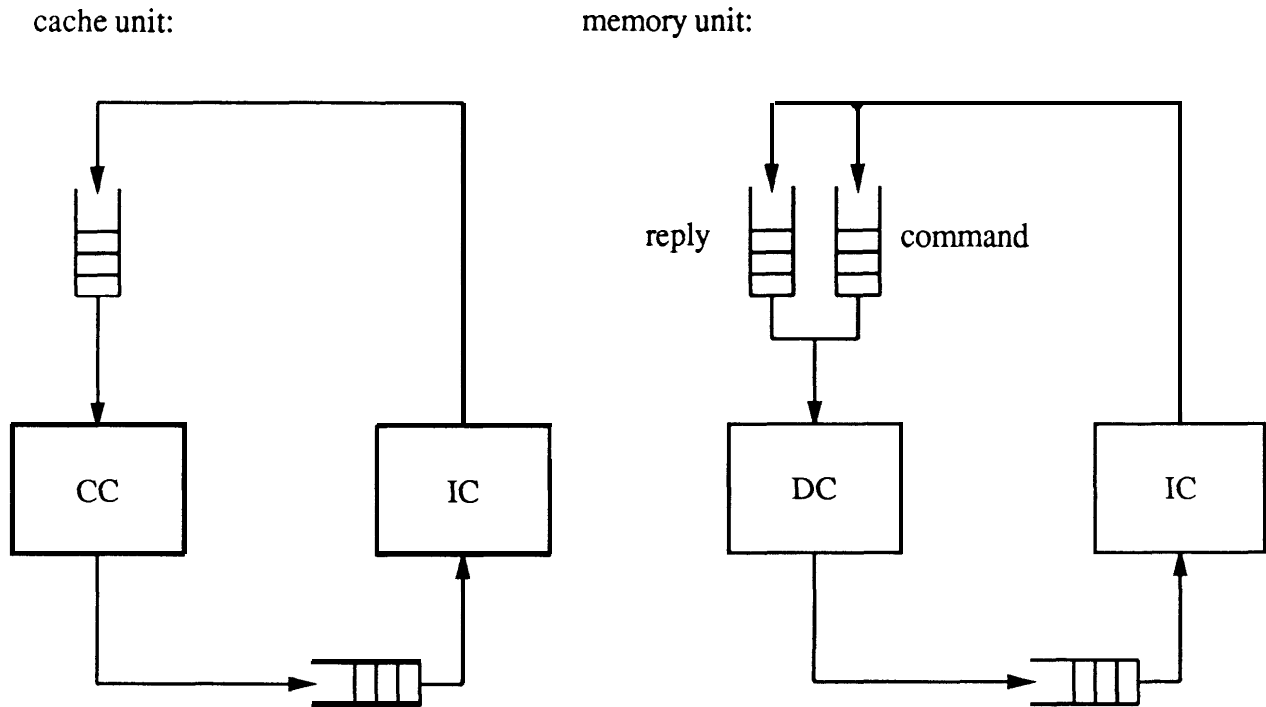 cache unit:
memory unit:
reply
command
CC
IC
DC
IC